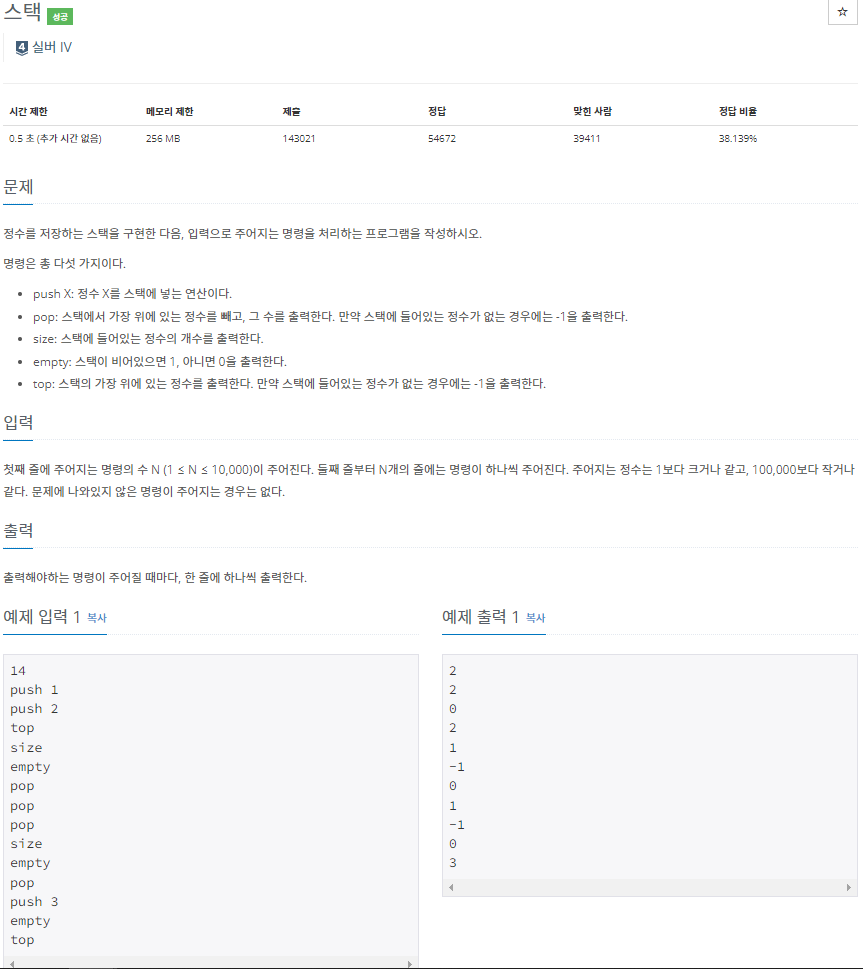 스택 성공
☆
4 실버 IV
시간 제한 메모리 제한 제출 정답 맞힌 사람 정답 비율
0.5 초 (추가 시간 없음) 256 MB 143021 54672 39411 38.139%
문제
정수를 저장하는 스택을 구현한 다음, 입력으로 주어지는 명령을 처리하는 프로그램을 작성하시오.
명령은 총 다섯 가지이다.
• push X: 정수 X를 스택에 넣는 연산이다.
• pop: 스택에서 가장 위에 있는 정수를 빼고, 그 수를 출력한다. 만약 스택에 들어있는 정수가 없는 경우에는 -1을 출력한다.
• size: 스택에 들어있는 정수의 개수를 출력한다.
• empty: 스택이 비어있으면 1, 아니면 0을 출력한다.
• top: 스택의 가장 위에 있는 정수를 출력한다. 만약 스택에 들어있는 정수가 없는 경우에는 -1을 출력한다.
입력
첫째 줄에 주어지는 명령의 수 N (1 ≤ N ≤ 10,000)이 주어진다. 둘째 줄부터 N개의 줄에는 명령이 하나씩 주어진다. 주어지는 정수는 1보다 크거나 같고, 100,000보다 작거나
같다. 문제에 나와있지 않은 명령이 주어지는 경우는 없다.
출력
출력해야하는 명령이 주어질 때마다, 한 줄에 하나씩 출력한다.
예제 입력 1 복사
14
push 1
push 2
top
size
empty
pop
pop
pop
size
empty
pop
push 3
empty
top
예제 출력 1 복사
2
2
0
2
1
-1
0
1
-1
0
3